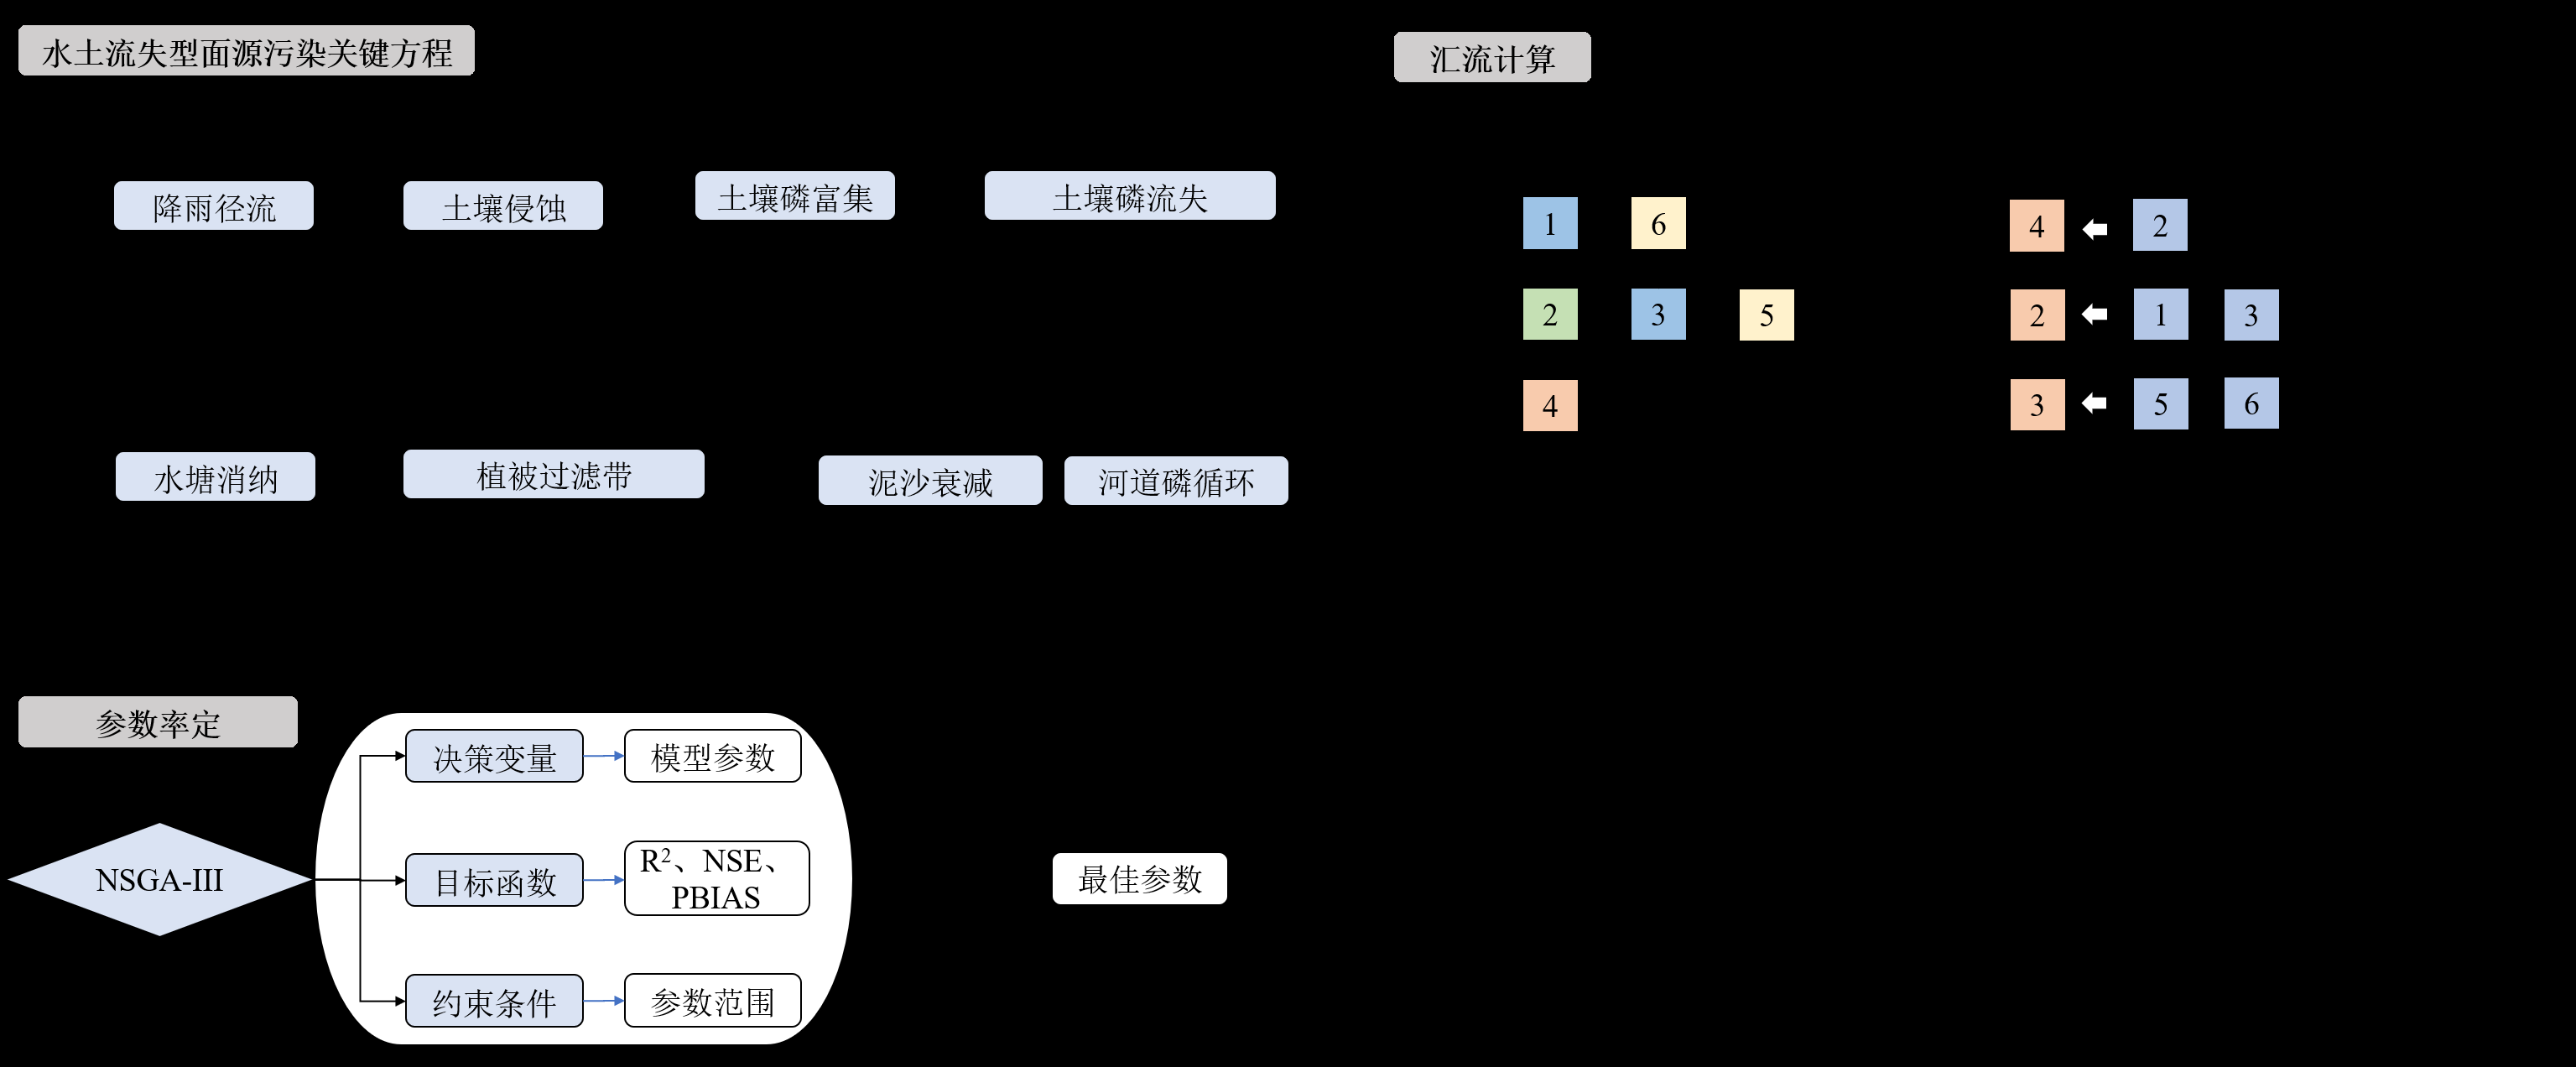 水土流失型面源污染关键方程
汇流计算
降雨径流
土壤侵蚀
土壤磷富集
土壤磷流失
1 6
4 2
2 3 5
2 1 3
4
3 5 6
水塘消纳
植被过滤带
泥沙衰减
河道磷循环
参数率定
决策变量
模型参数
NSGA-III
目标函数
R²、NSE、
PBIAS
最佳参数
约束条件
参数范围